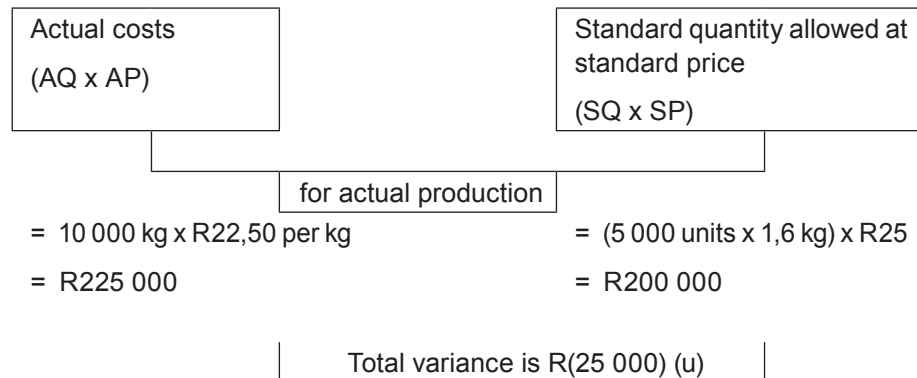 Actual costs
(AQ x AP)
Standard quantity allowed at
standard price
(SQ x SP)
for actual production
= 10 000 kg x R22,50 per kg
= R225 000
= (5 000 units x 1,6 kg) x R25
= R200 000
Total variance is R(25 000) (u)